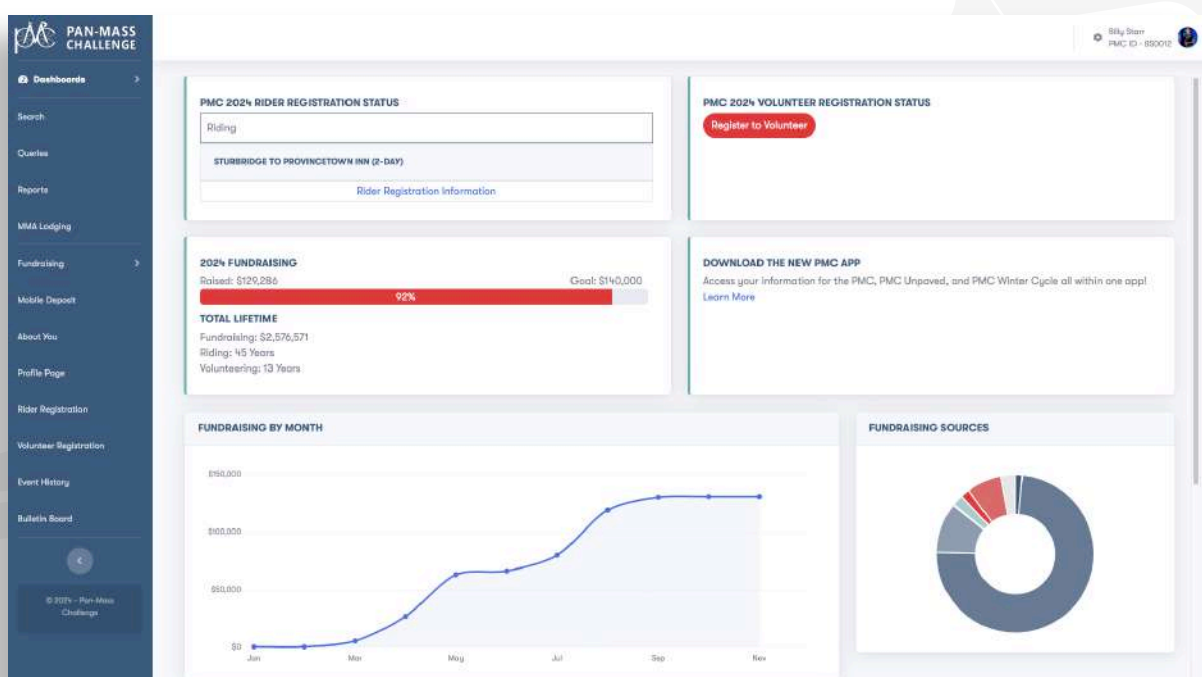 PAN-MASS
CHALLENGE
Dashboards
Search
Queries
Reports
MMA Lodging
Fundraising
Mobile Deposit
About You
Profile Page
Rider Registration
Volunteer Registration
Event History
Bulletin Board
© 2024 - Pan-Mass
Challenge
Billy Starr
PMC ID - BS0012
PMC 2024 RIDER REGISTRATION STATUS
Riding
STURBRIDGE TO PROVINCETOWN INN (2-DAY)
Rider Registration Information
PMC 2024 VOLUNTEER REGISTRATION STATUS
Register to Volunteer
2024 FUNDRAISING
Raised: $129,286 Goal: $140,000
92%
TOTAL LIFETIME
Fundraising: $2,576,571
Riding: 45 Years
Volunteering: 13 Years
DOWNLOAD THE NEW PMC APP
Access your information for the PMC, PMC Unpaved, and PMC Winter Cycle all within one app!
Learn More
FUNDRAISING BY MONTH
$150,000
$100,000
$50,000
$0
Jan Mar May Jul Sep Nov
FUNDRAISING SOURCES